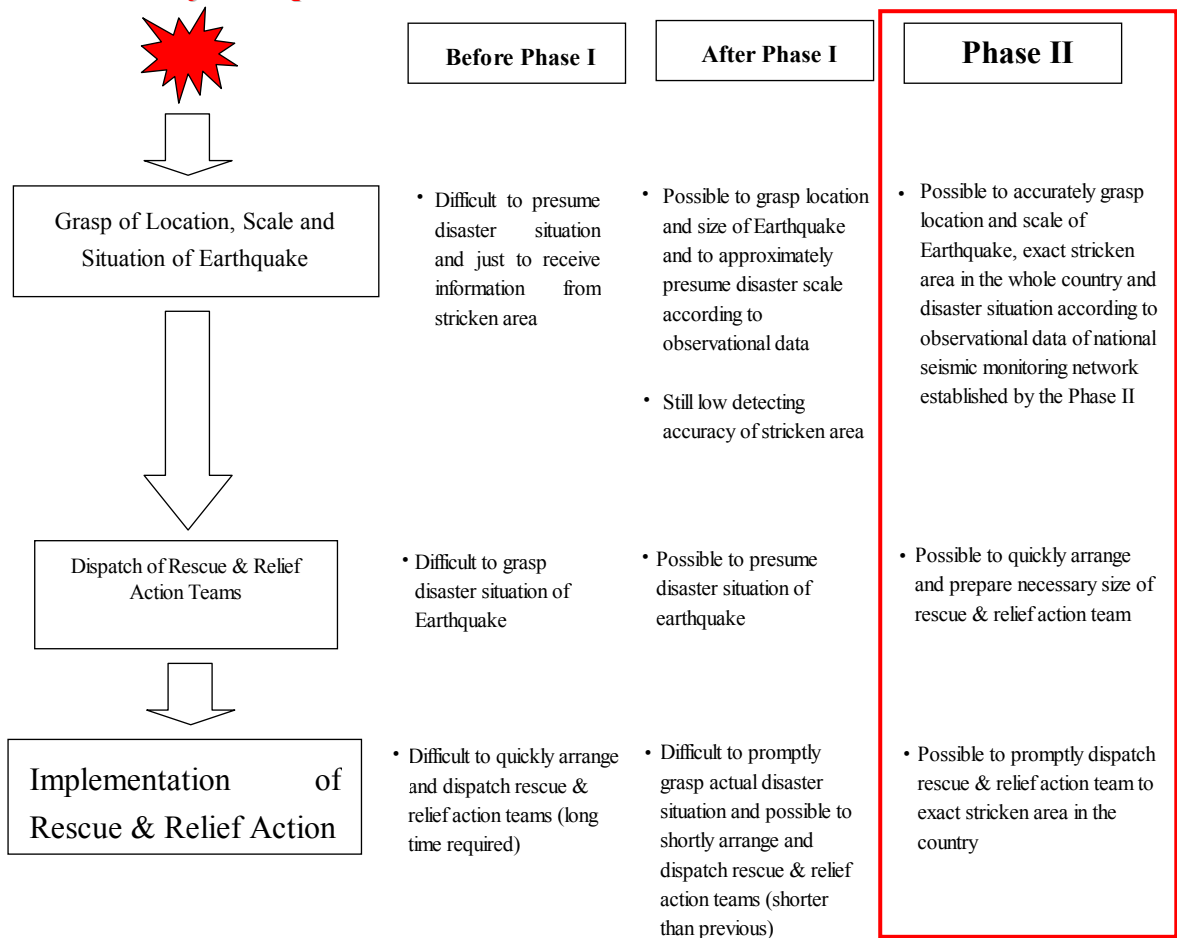 Before Phase I
After Phase I
Phase II
Grasp of Location, Scale and
Situation of Earthquake
• Difficult to presume
disaster situation
and just to receive
information from
stricken area
• Possible to grasp location
and size of Earthquake
and to approximately
presume disaster scale
according to
observational data
• Still low detecting
accuracy of stricken area
• Possible to accurately grasp
location and scale of
Earthquake, exact stricken
area in the whole country and
disaster situation according to
observational data of national
seismic monitoring network
established by the Phase II
Dispatch of Rescue & Relief
Action Teams
• Difficult to grasp
disaster situation of
Earthquake
• Possible to presume
disaster situation of
earthquake
• Possible to quickly arrange
and prepare necessary size of
rescue & relief action team
Implementation of
Rescue & Relief Action
• Difficult to quickly arrange
and dispatch rescue &
relief action teams (long
time required)
• Difficult to promptly
grasp actual disaster
situation and possible to
shortly arrange and
dispatch rescue & relief
action teams (shorter
than previous)
• Possible to promptly dispatch
rescue & relief action team to
exact stricken area in the
country